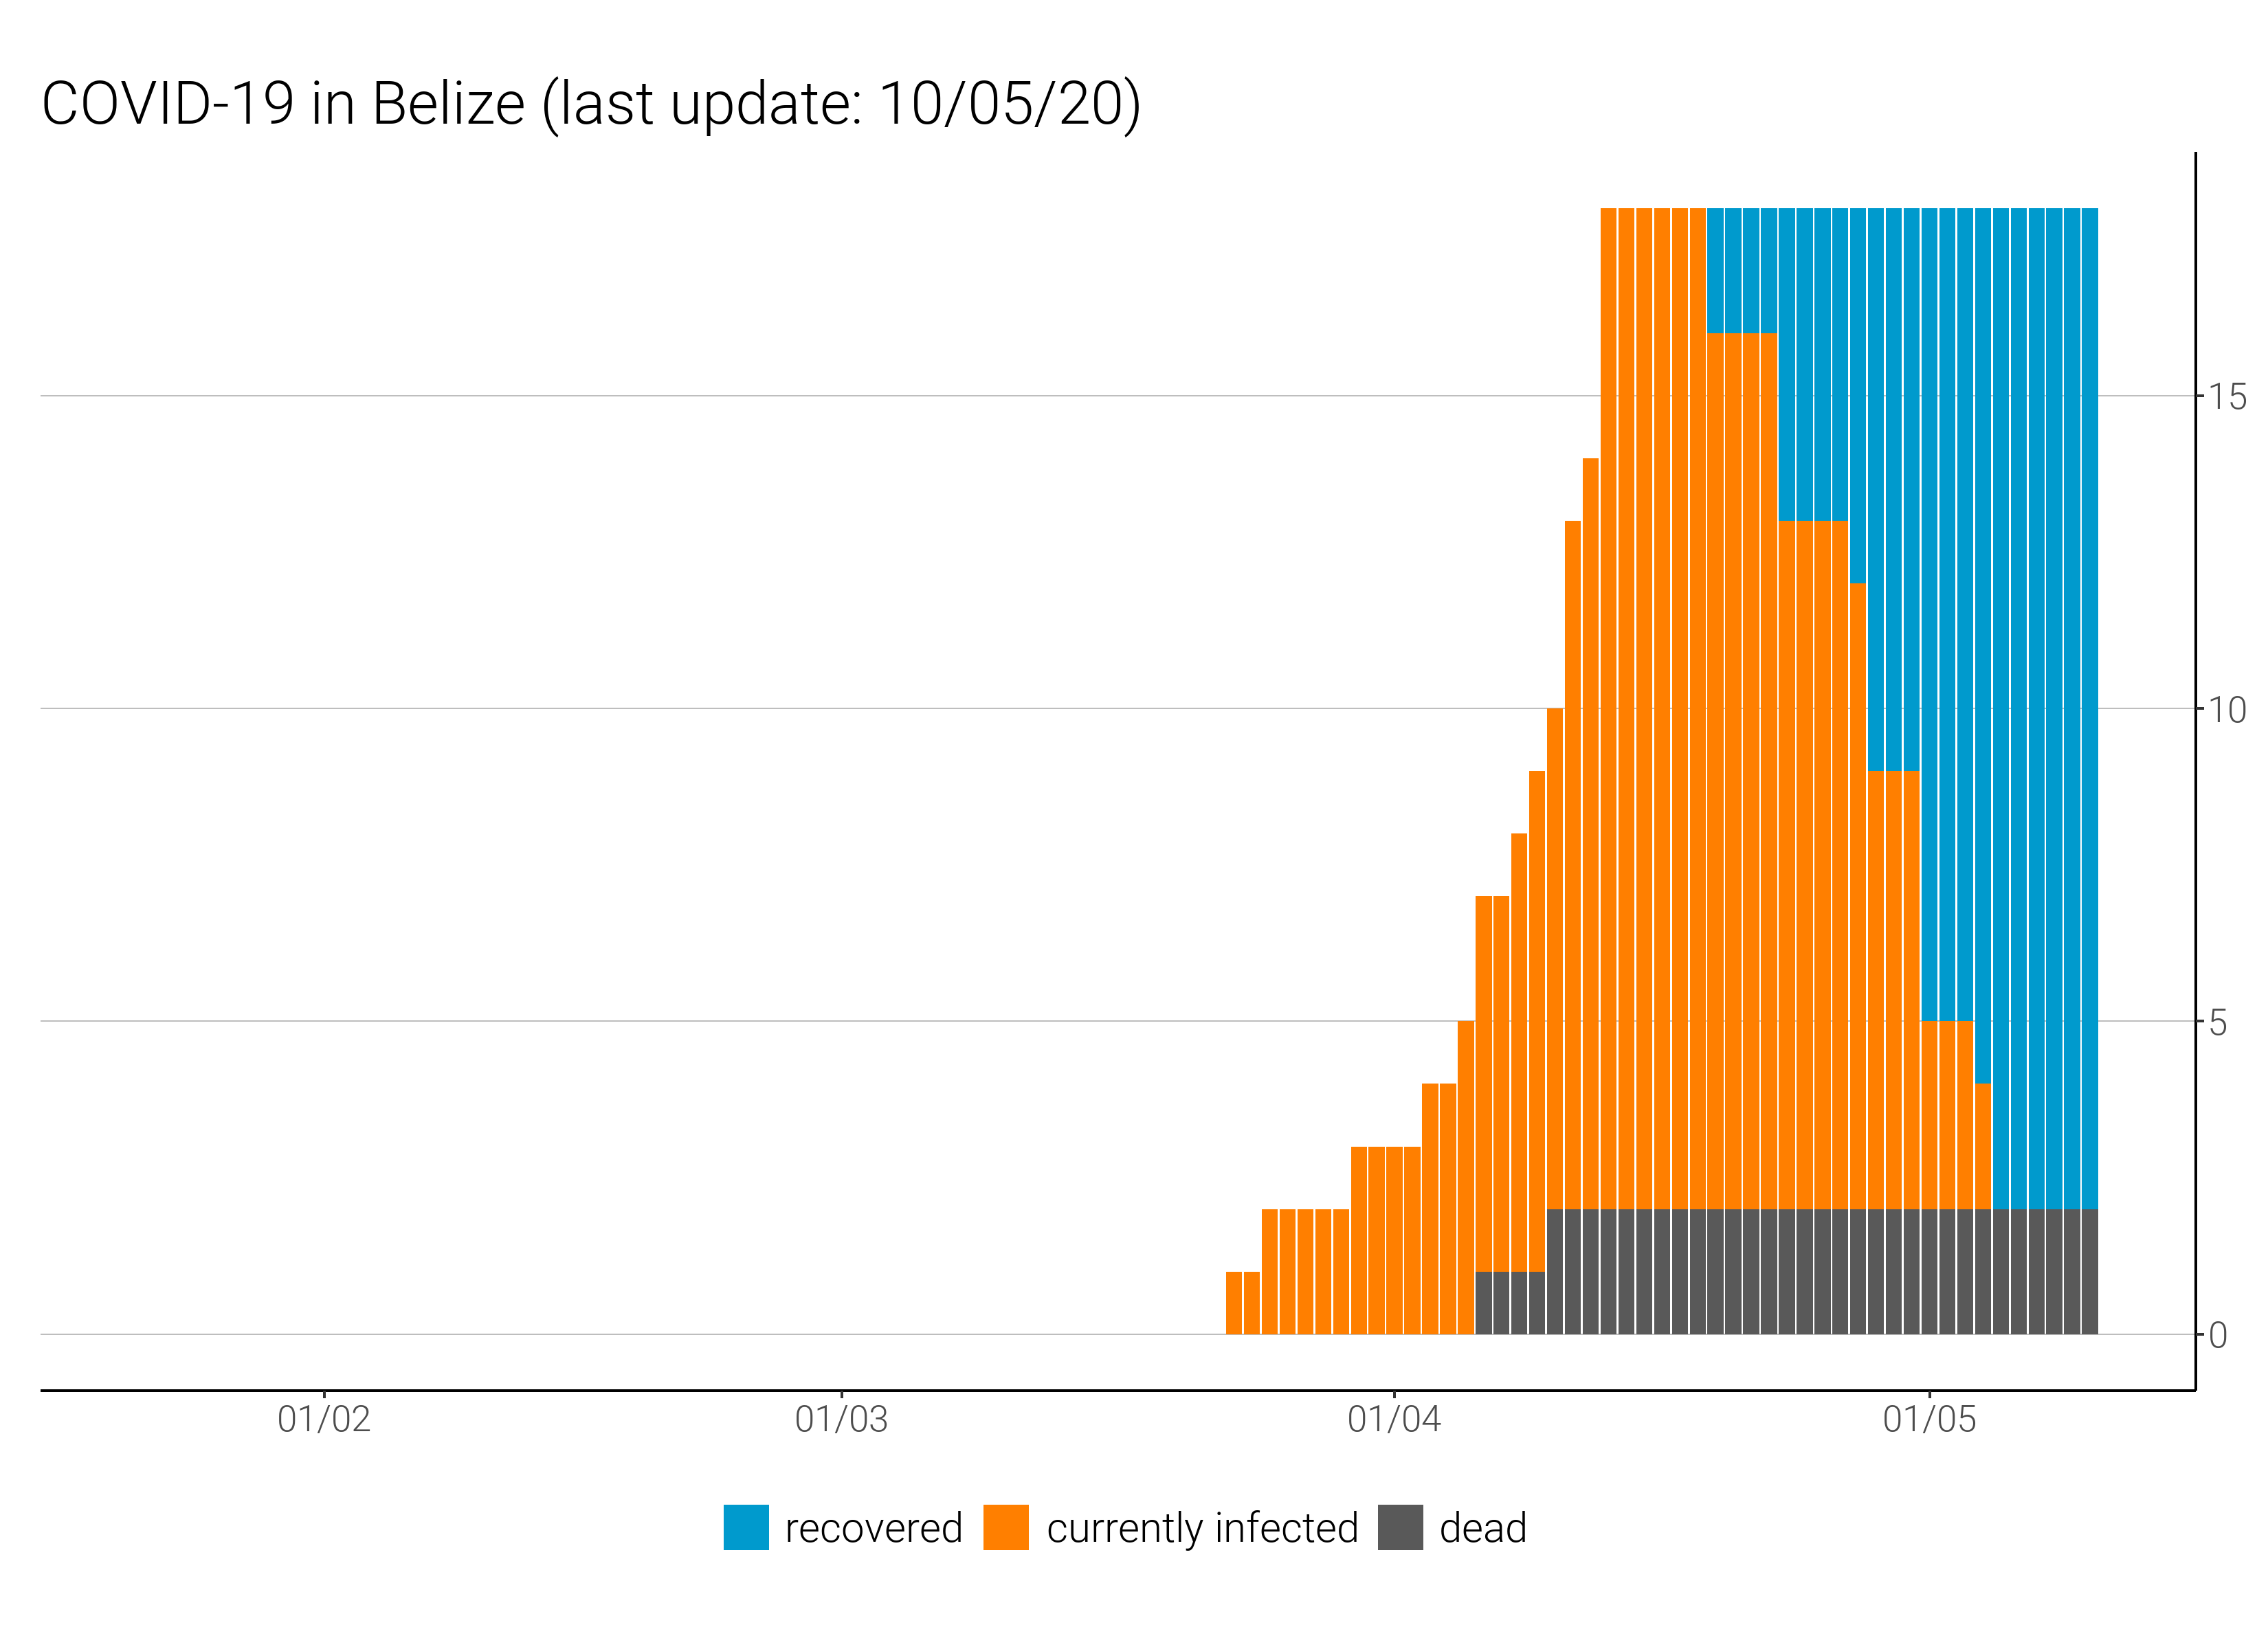 COVID-19 in Belize (last update: 10/05/20)
15
10
5
0
01/02 01/03 01/04 01/05
recovered currently infected dead